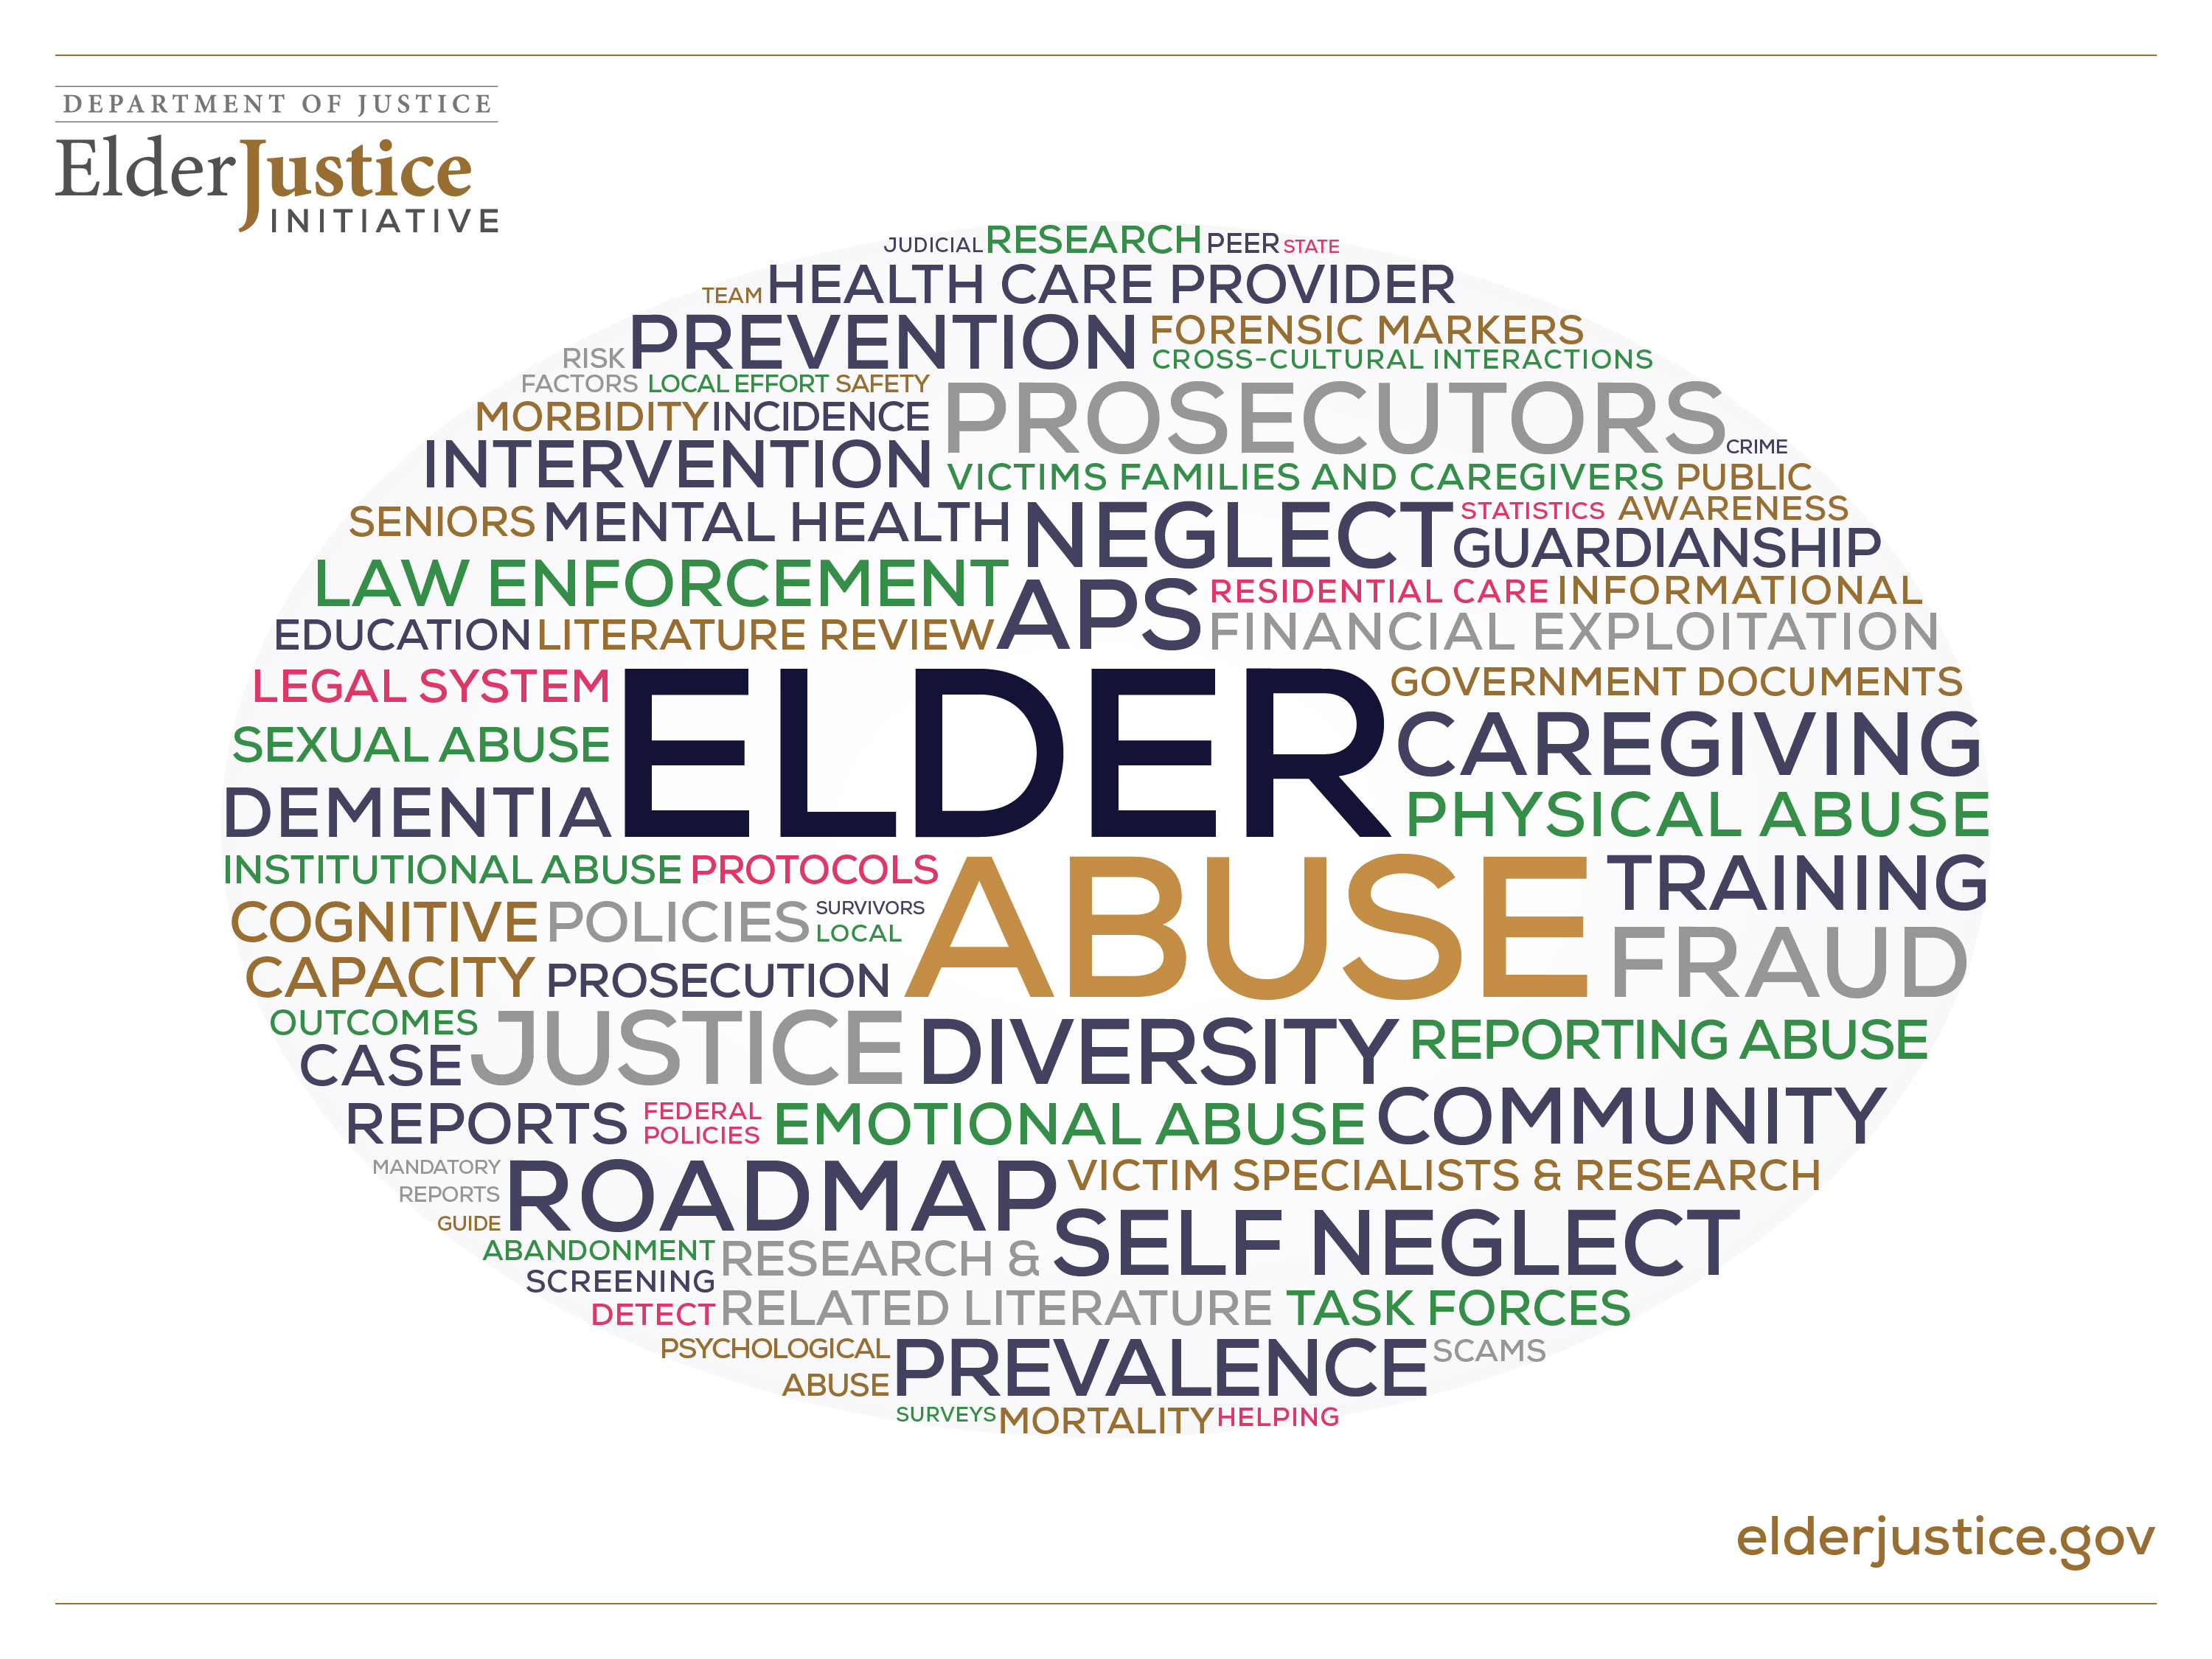 DEPARTMENT OF JUSTICE
ElderJustice
INITIATIVE
JUDICIAL RESEARCH PEER STATE
TEAM HEALTH CARE PROVIDER
RISK PREVENTION FORENSIC MARKERS
CROSS-CULTURAL INTERACTIONS
FACTORS LOCAL EFFORT SAFETY
MORBIDITY INCIDENCE PROSECUTORS CRIME
INTERVENTION VICTIMS FAMILIES AND CAREGIVERS PUBLIC
SENIORS MENTAL HEALTH NEGLECT STATISTICS AWARENESS
GUARDIANSHIP
LAW ENFORCEMENT APS RESIDENTIAL CARE INFORMATIONAL
EDUCATION LITERATURE REVIEW FINANCIAL EXPLOITATION
LEGAL SYSTEM ELDER GOVERNMENT DOCUMENTS
SEXUAL ABUSE CAREGIVING
DEMENTIA PHYSICAL ABUSE
INSTITUTIONAL ABUSE PROTOCOLS ABUSE TRAINING
COGNITIVE POLICIES SURVIVORS
LOCAL FRAUD
CAPACITY PROSECUTION
OUTCOMES JUSTICE DIVERSITY REPORTING ABUSE
CASE
REPORTS FEDERAL
POLICIES EMOTIONAL ABUSE COMMUNITY
MANDATORY
REPORTS ROADMAP VICTIM SPECIALISTS & RESEARCH
GUIDE SELF NEGLECT
ABANDONMENT RESEARCH &
SCREENING
DETECT RELATED LITERATURE TASK FORCES
PSYCHOLOGICAL PREVALENCE SCAMS
ABUSE
SURVEYS MORTALITY HELPING
elderjustice.gov